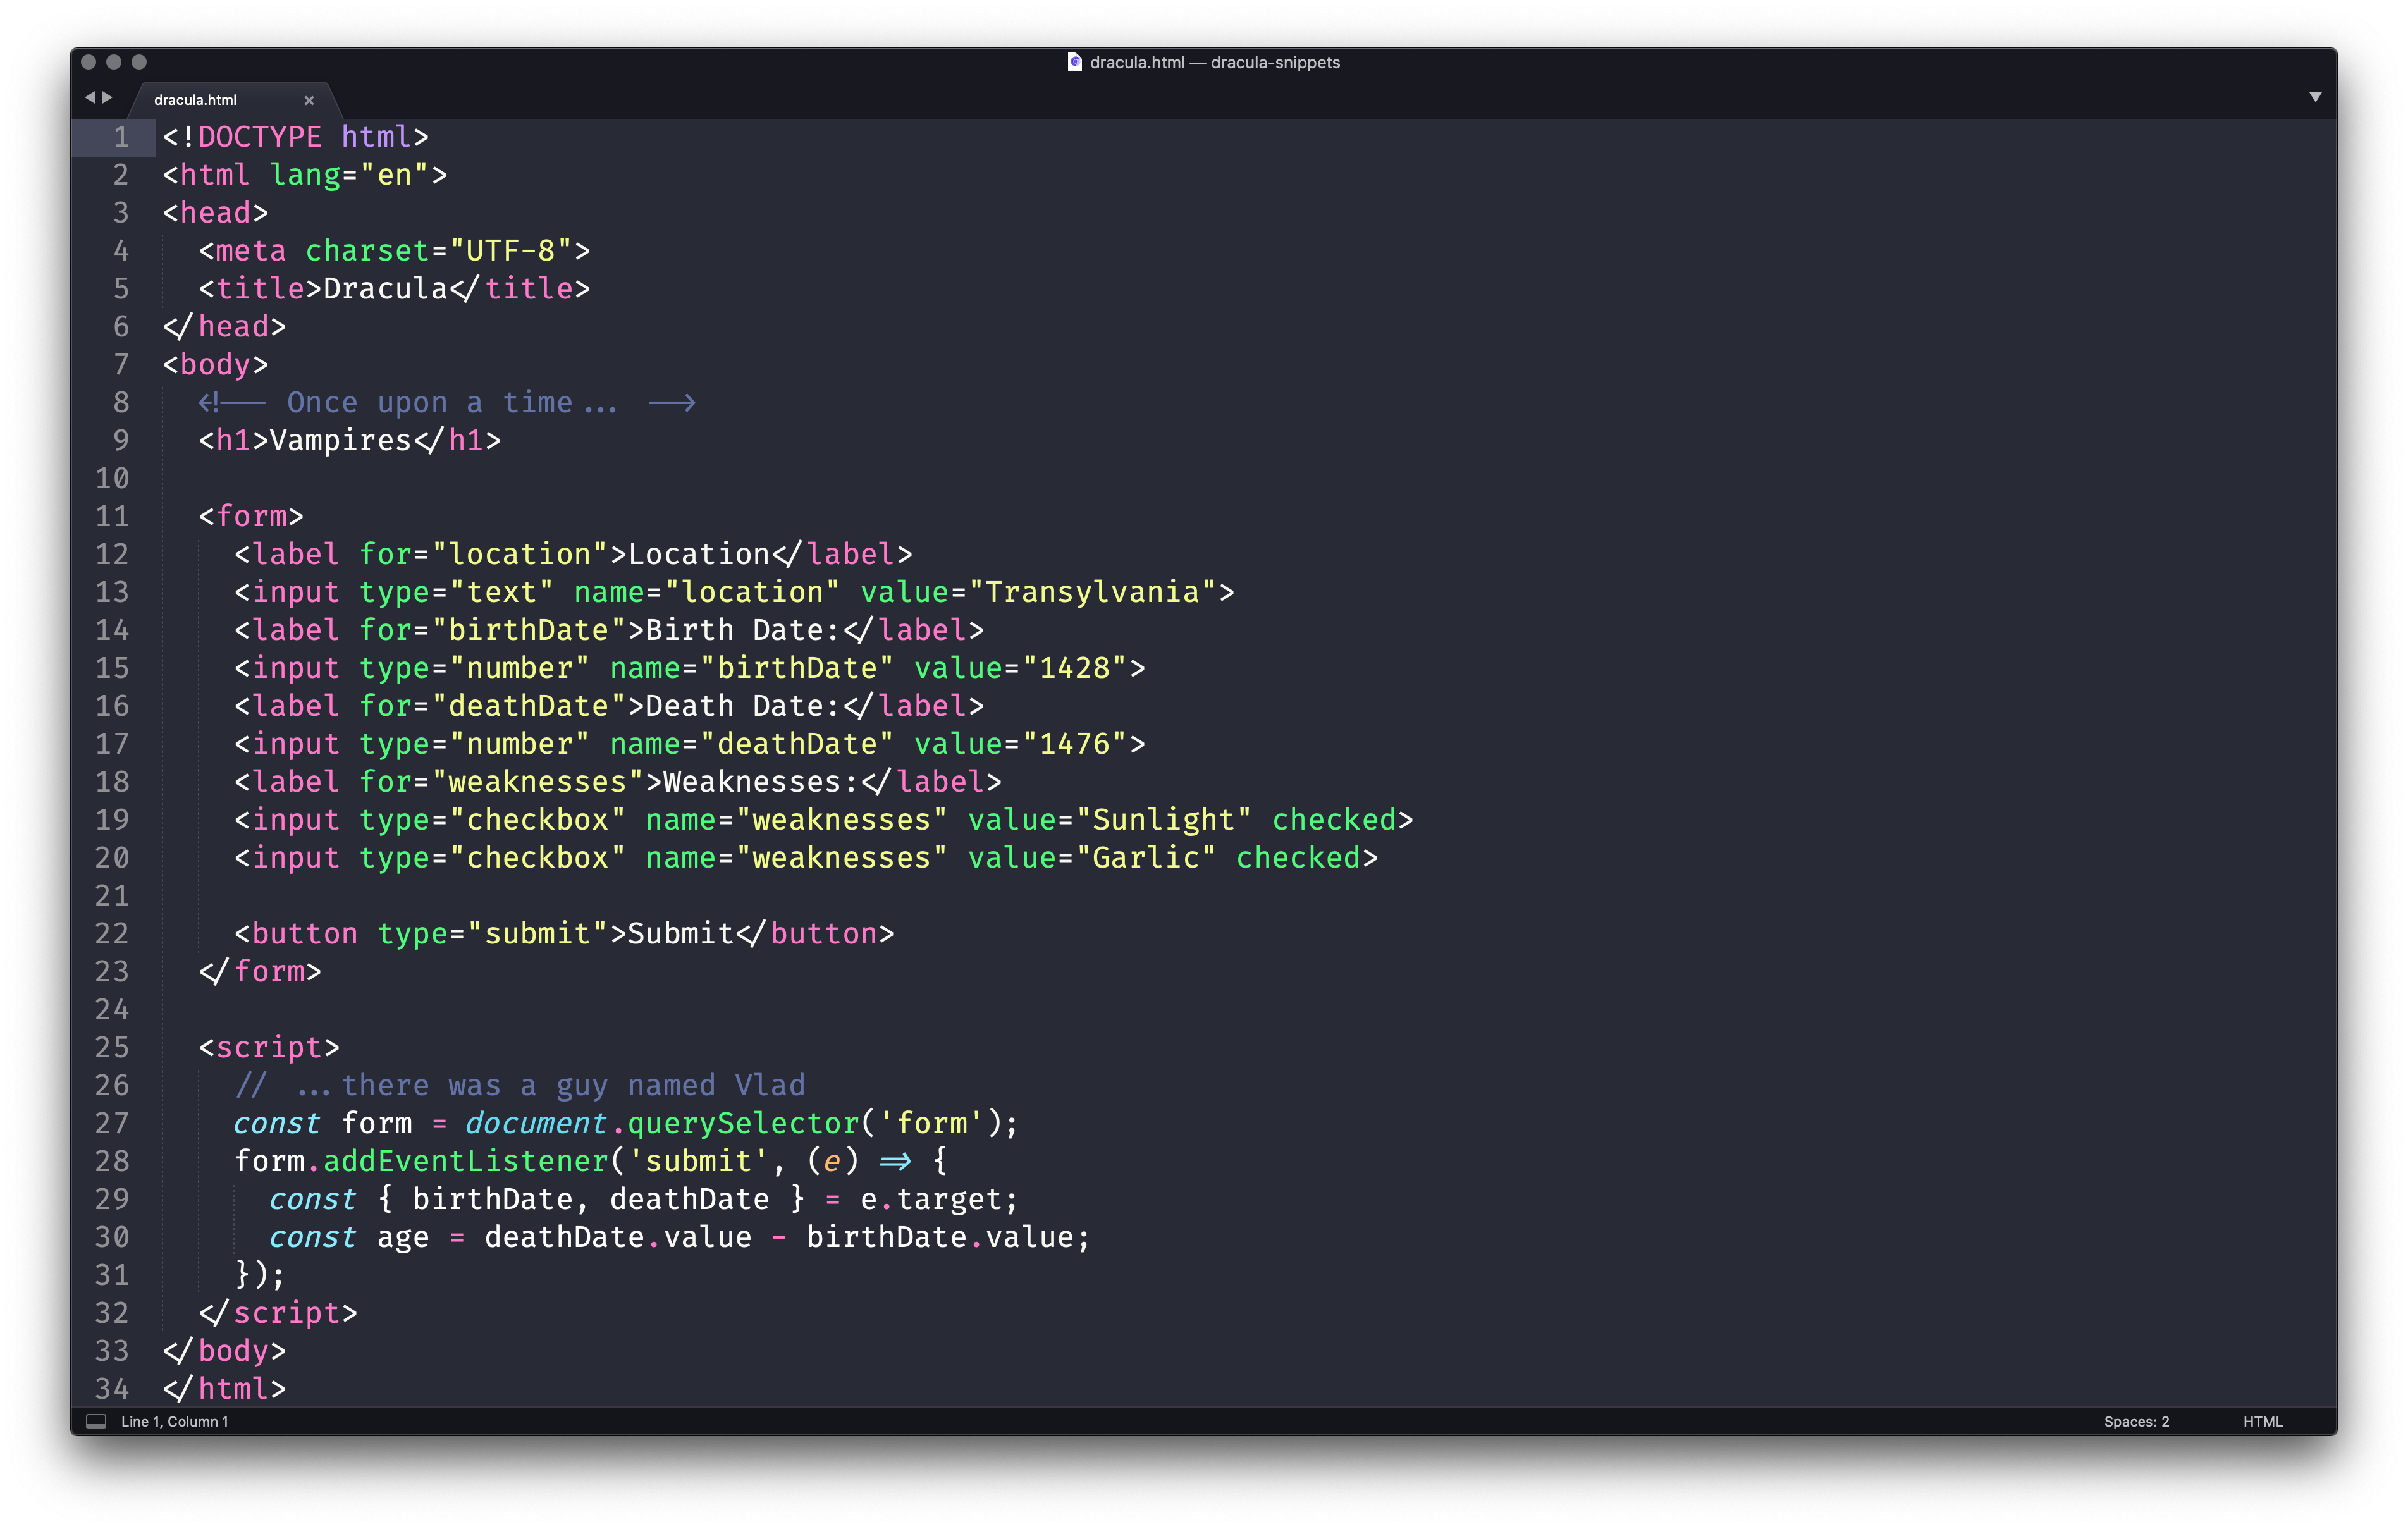 dracula.html — dracula-snippets
dracula.html
1 <!DOCTYPE html>
2 <html lang="en">
3 <head>
4   <meta charset="UTF-8">
5   <title>Dracula</title>
6 </head>
7 <body>
8   <!-- Once upon a time... -->
9   <h1>Vampires</h1>
10
11   <form>
12     <label for="location">Location</label>
13     <input type="text" name="location" value="Transylvania">
14     <label for="birthDate">Birth Date:</label>
15     <input type="number" name="birthDate" value="1428">
16     <label for="deathDate">Death Date:</label>
17     <input type="number" name="deathDate" value="1476">
18     <label for="weaknesses">Weaknesses:</label>
19     <input type="checkbox" name="weaknesses" value="Sunlight" checked>
20     <input type="checkbox" name="weaknesses" value="Garlic" checked>
21
22     <button type="submit">Submit</button>
23   </form>
24
25   <script>
26     // ...there was a guy named Vlad
27     const form = document.querySelector('form');
28     form.addEventListener('submit', (e) => {
29       const { birthDate, deathDate } = e.target;
30       const age = deathDate.value - birthDate.value;
31     });
32   </script>
33 </body>
34 </html>
Line 1, Column 1 Spaces: 2 HTML